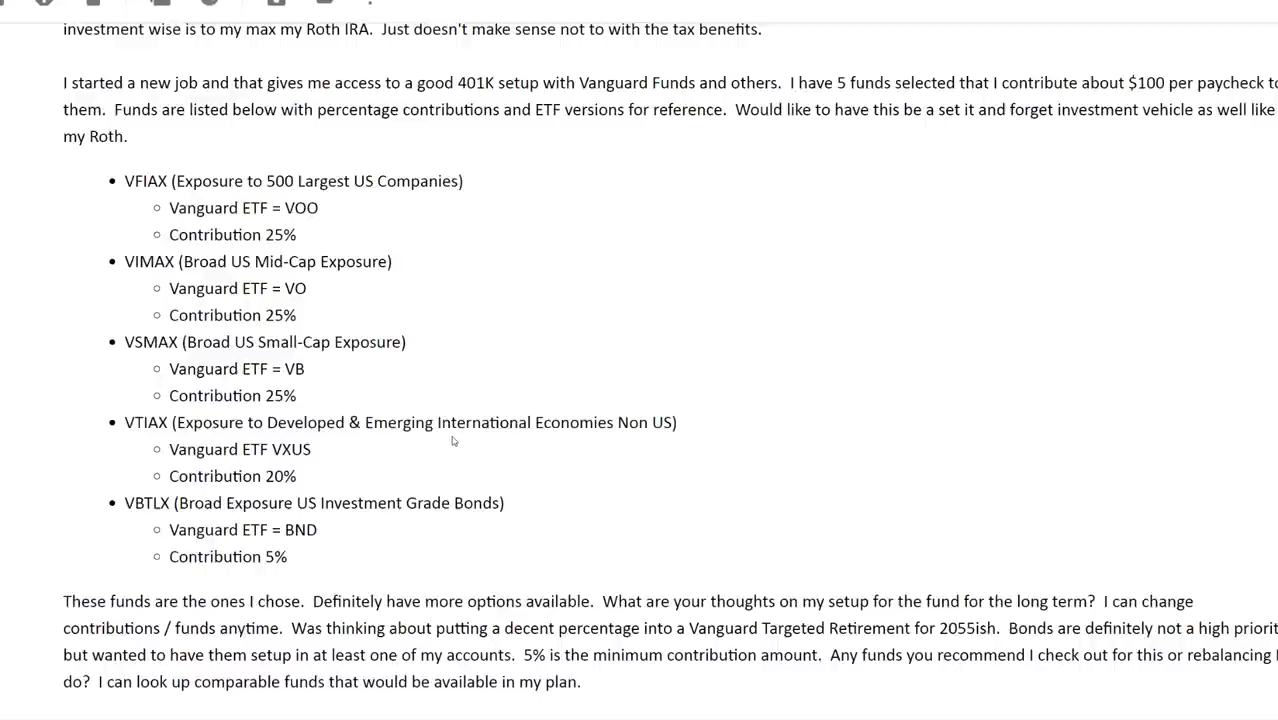 investment wise is to my max my Roth IRA.  Just doesn't make sense not to with the tax benefits.
I started a new job and that gives me access to a good 401K setup with Vanguard Funds and others.  I have 5 funds selected that I contribute about $100 per paycheck to
them.  Funds are listed below with percentage contributions and ETF versions for reference.  Would like to have this be a set it and forget investment vehicle as well like
my Roth.
• VFIAX (Exposure to 500 Largest US Companies)
○ Vanguard ETF = VOO
○ Contribution 25%
• VIMAX (Broad US Mid-Cap Exposure)
○ Vanguard ETF = VO
○ Contribution 25%
• VSMAX (Broad US Small-Cap Exposure)
○ Vanguard ETF = VB
○ Contribution 25%
• VTIAX (Exposure to Developed & Emerging International Economies Non US)
○ Vanguard ETF VXUS
○ Contribution 20%
• VBTLX (Broad Exposure US Investment Grade Bonds)
○ Vanguard ETF = BND
○ Contribution 5%
These funds are the ones I chose.  Definitely have more options available.  What are your thoughts on my setup for the fund for the long term?  I can change
contributions / funds anytime.  Was thinking about putting a decent percentage into a Vanguard Targeted Retirement for 2055ish.  Bonds are definitely not a high priorit
but wanted to have them setup in at least one of my accounts.  5% is the minimum contribution amount.  Any funds you recommend I check out for this or rebalancing I
do?  I can look up comparable funds that would be available in my plan.